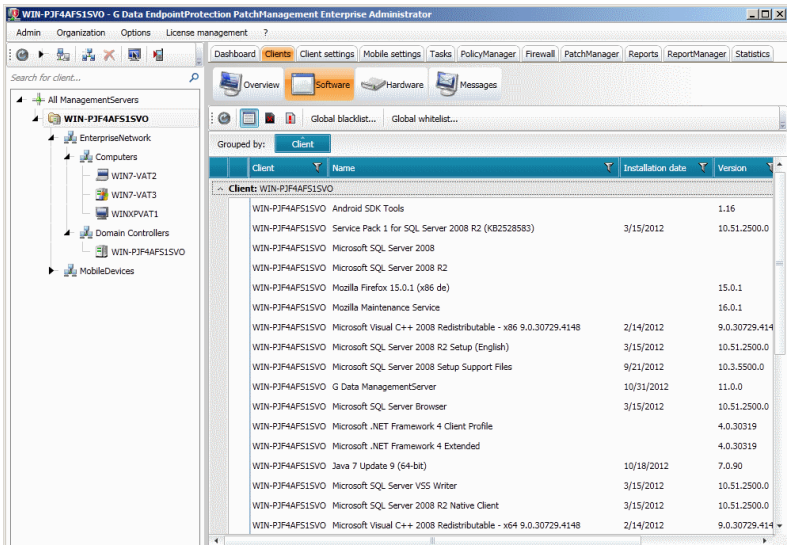 WIN-PJF4AFS1SVO - G Data EndpointProtection PatchManagement Enterprise Administrator
Admin Organization Options License management ?
Dashboard Clients Client settings Mobile settings Tasks PolicyManager Firewall PatchManager Reports ReportManager Statistics
Search for client...
Overview Software Hardware Messages
All ManagementServers
WIN-PJF4AFS1SVO
EnterpriseNetwork
Computers
WIN7-VAT2
WIN7-VAT3
WINXPVAT1
Domain Controllers
WIN-PJF4AFS1SVO
MobileDevices
Global blacklist... Global whitelist...
Grouped by: Client
Client Name Installation date Version
Client: WIN-PJF4AFS1SVO
WIN-PJF4AFS1SVO Android SDK Tools 1.16
WIN-PJF4AFS1SVO Service Pack 1 for SQL Server 2008 R2 (KB2528583) 3/15/2012 10.51.2500.0
WIN-PJF4AFS1SVO Microsoft SQL Server 2008
WIN-PJF4AFS1SVO Microsoft SQL Server 2008 R2
WIN-PJF4AFS1SVO Mozilla Firefox 15.0.1 (x86 de) 15.0.1
WIN-PJF4AFS1SVO Mozilla Maintenance Service 16.0.1
WIN-PJF4AFS1SVO Microsoft Visual C++ 2008 Redistributable - x86 9.0.30729.4148 2/14/2012 9.0.30729.414
WIN-PJF4AFS1SVO Microsoft SQL Server 2008 R2 Setup (English) 3/15/2012 10.51.2500.0
WIN-PJF4AFS1SVO Microsoft SQL Server 2008 Setup Support Files 9/21/2012 10.3.5500.0
WIN-PJF4AFS1SVO G Data ManagementServer 10/31/2012 11.0.0
WIN-PJF4AFS1SVO Microsoft SQL Server Browser 3/15/2012 10.51.2500.0
WIN-PJF4AFS1SVO Microsoft .NET Framework 4 Client Profile 4.0.30319
WIN-PJF4AFS1SVO Microsoft .NET Framework 4 Extended 4.0.30319
WIN-PJF4AFS1SVO Java 7 Update 9 (64-bit) 10/18/2012 7.0.90
WIN-PJF4AFS1SVO Microsoft SQL Server VSS Writer 3/15/2012 10.51.2500.0
WIN-PJF4AFS1SVO Microsoft SQL Server 2008 R2 Native Client 3/15/2012 10.51.2500.0
WIN-PJF4AFS1SVO Microsoft Visual C++ 2008 Redistributable - x64 9.0.30729.4148 2/14/2012 9.0.30729.414